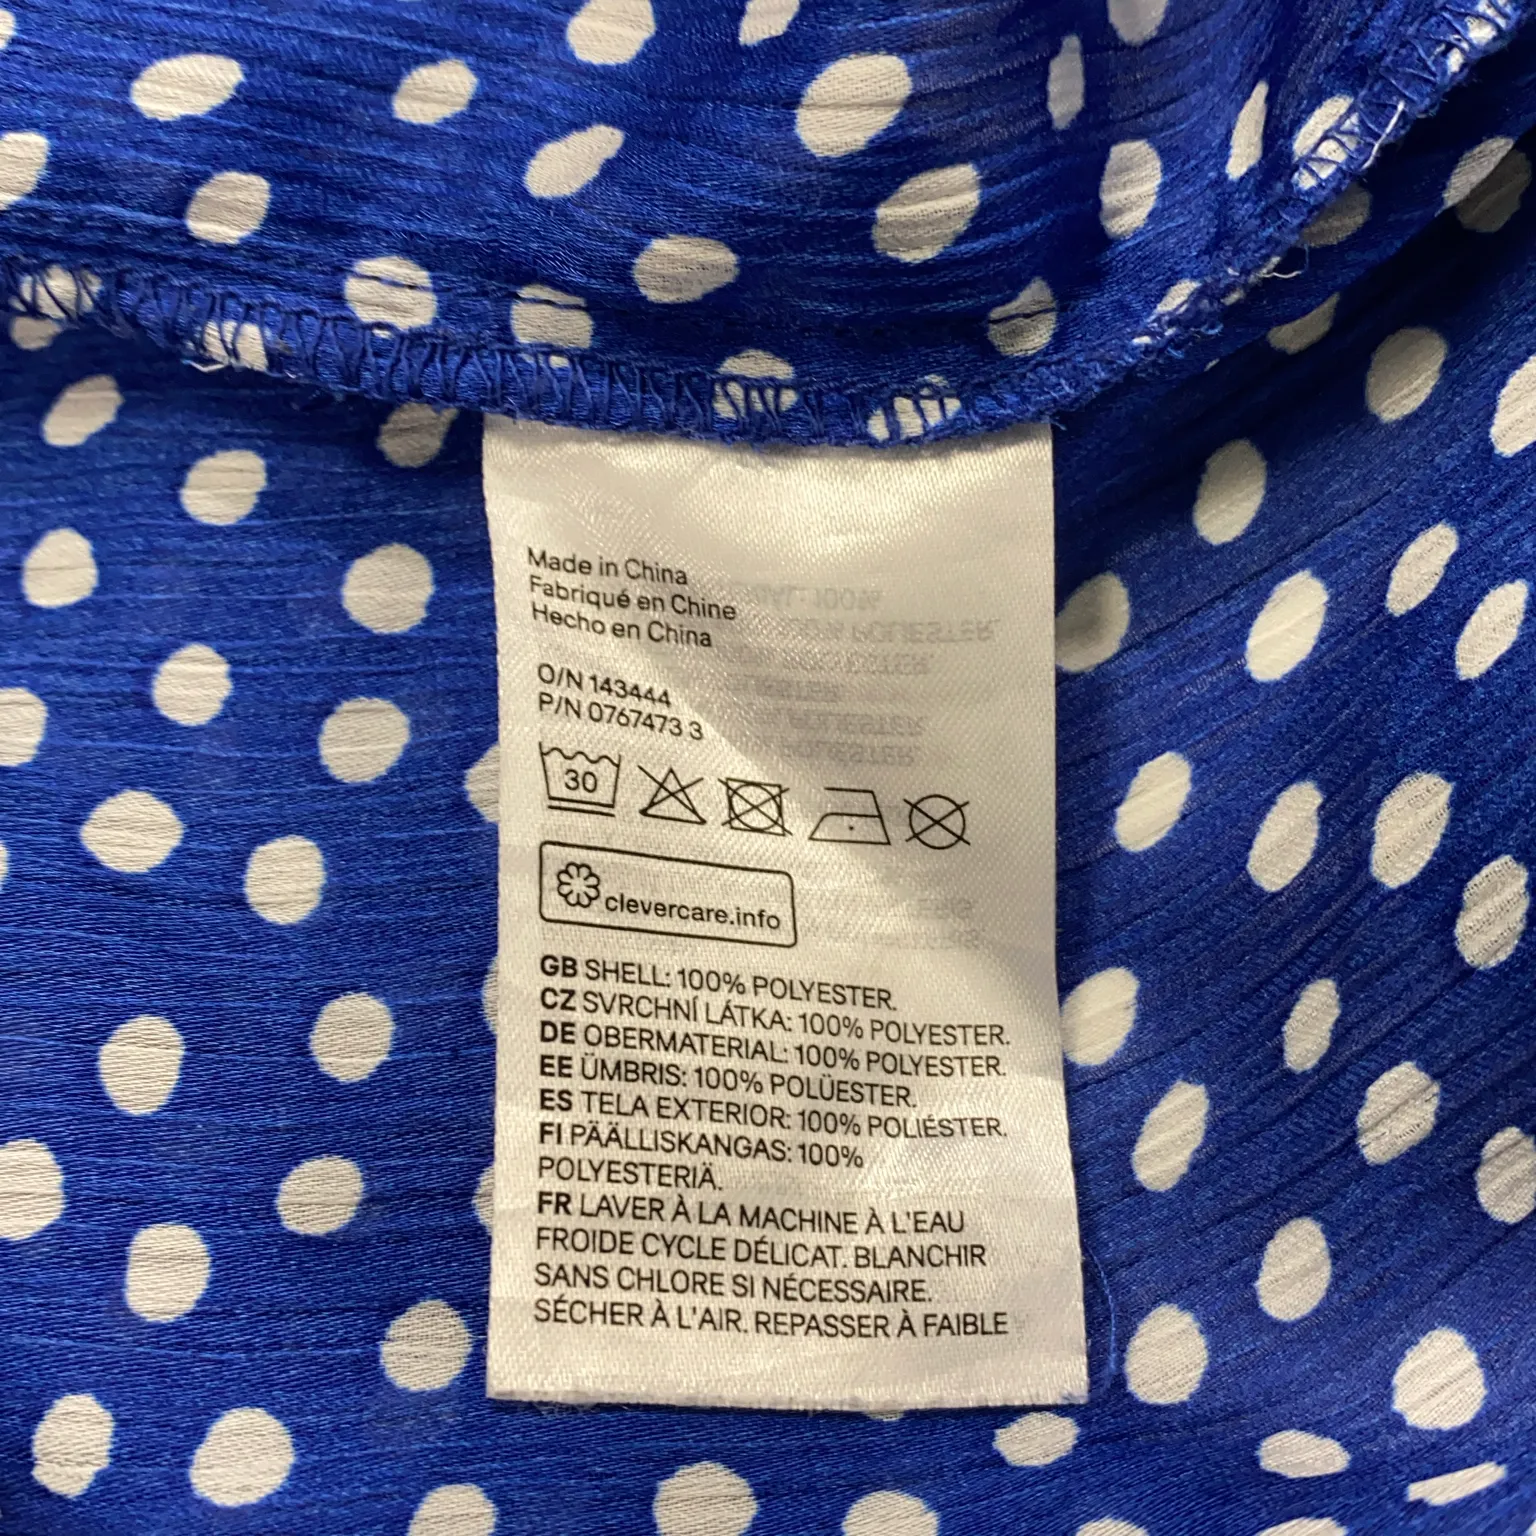 Made in China
Fabriqué en Chine
Hecho en China
O/N 143444
P/N 0767473 3
30
clevercare.info
GB SHELL: 100% POLYESTER.
CZ SVRCHNÍ LÁTKA: 100% POLYESTER.
DE OBERMATERIAL: 100% POLYESTER.
EE ÜMBRIS: 100% POLÜESTER.
ES TELA EXTERIOR: 100% POLIÉSTER.
FI PÄÄLLISKANGAS: 100%
POLYESTERIÄ.
FR LAVER À LA MACHINE À L'EAU
FROIDE CYCLE DÉLICAT. BLANCHIR
SANS CHLORE SI NÉCESSAIRE.
SÉCHER À L'AIR. REPASSER À FAIBLE